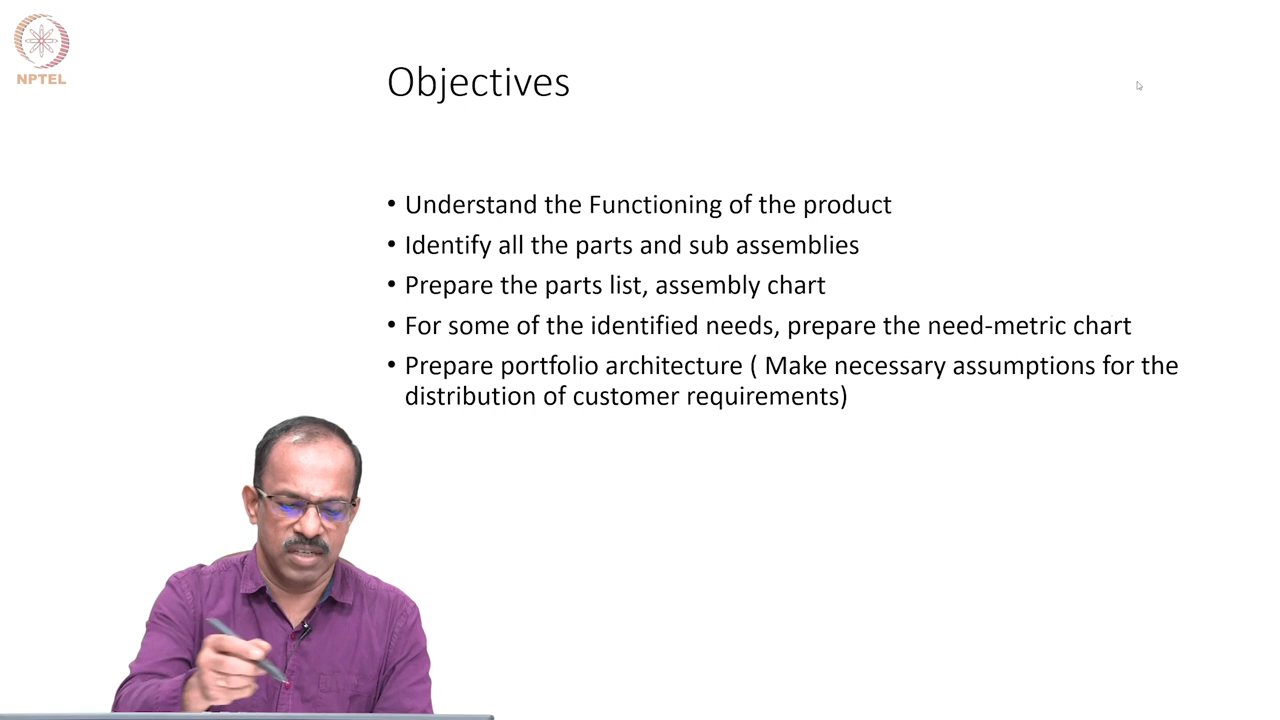 NPTEL
Objectives
• Understand the Functioning of the product
• Identify all the parts and sub assemblies
• Prepare the parts list, assembly chart
• For some of the identified needs, prepare the need-metric chart
• Prepare portfolio architecture ( Make necessary assumptions for the
distribution of customer requirements)